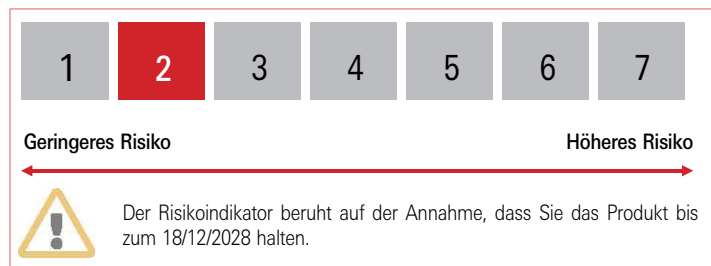 1 2 3 4 5 6 7
Geringeres Risiko Höheres Risiko
Der Risikoindikator beruht auf der Annahme, dass Sie das Produkt bis
zum 18/12/2028 halten.